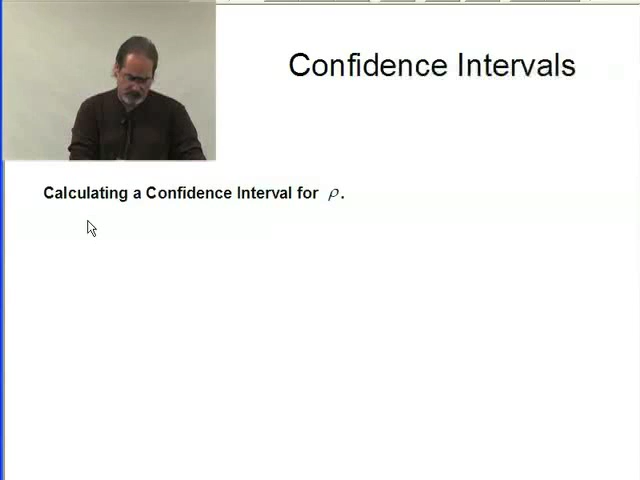 Confidence Intervals
Calculating a Confidence Interval for ρ.